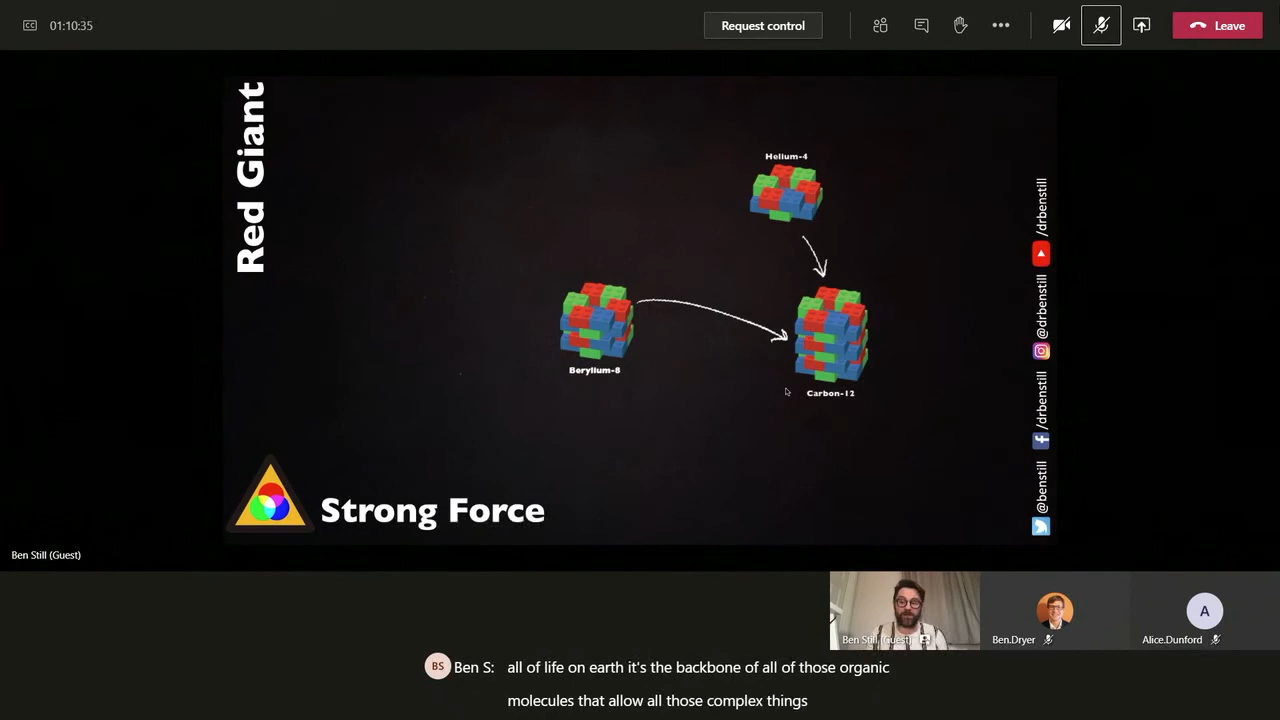 CC
01:10:35
Request control
Leave
Red Giant
Helium-4
Beryllium-8
Carbon-12
/drbenstill
@drbenstill
/drbenstill
@benstill
Strong Force
Ben Still (Guest)
Ben Still (Guest)
Ben.Dryer
A
Alice.Dunford
BS
Ben S: all of life on earth it's the backbone of all of those organic
molecules that allow all those complex things